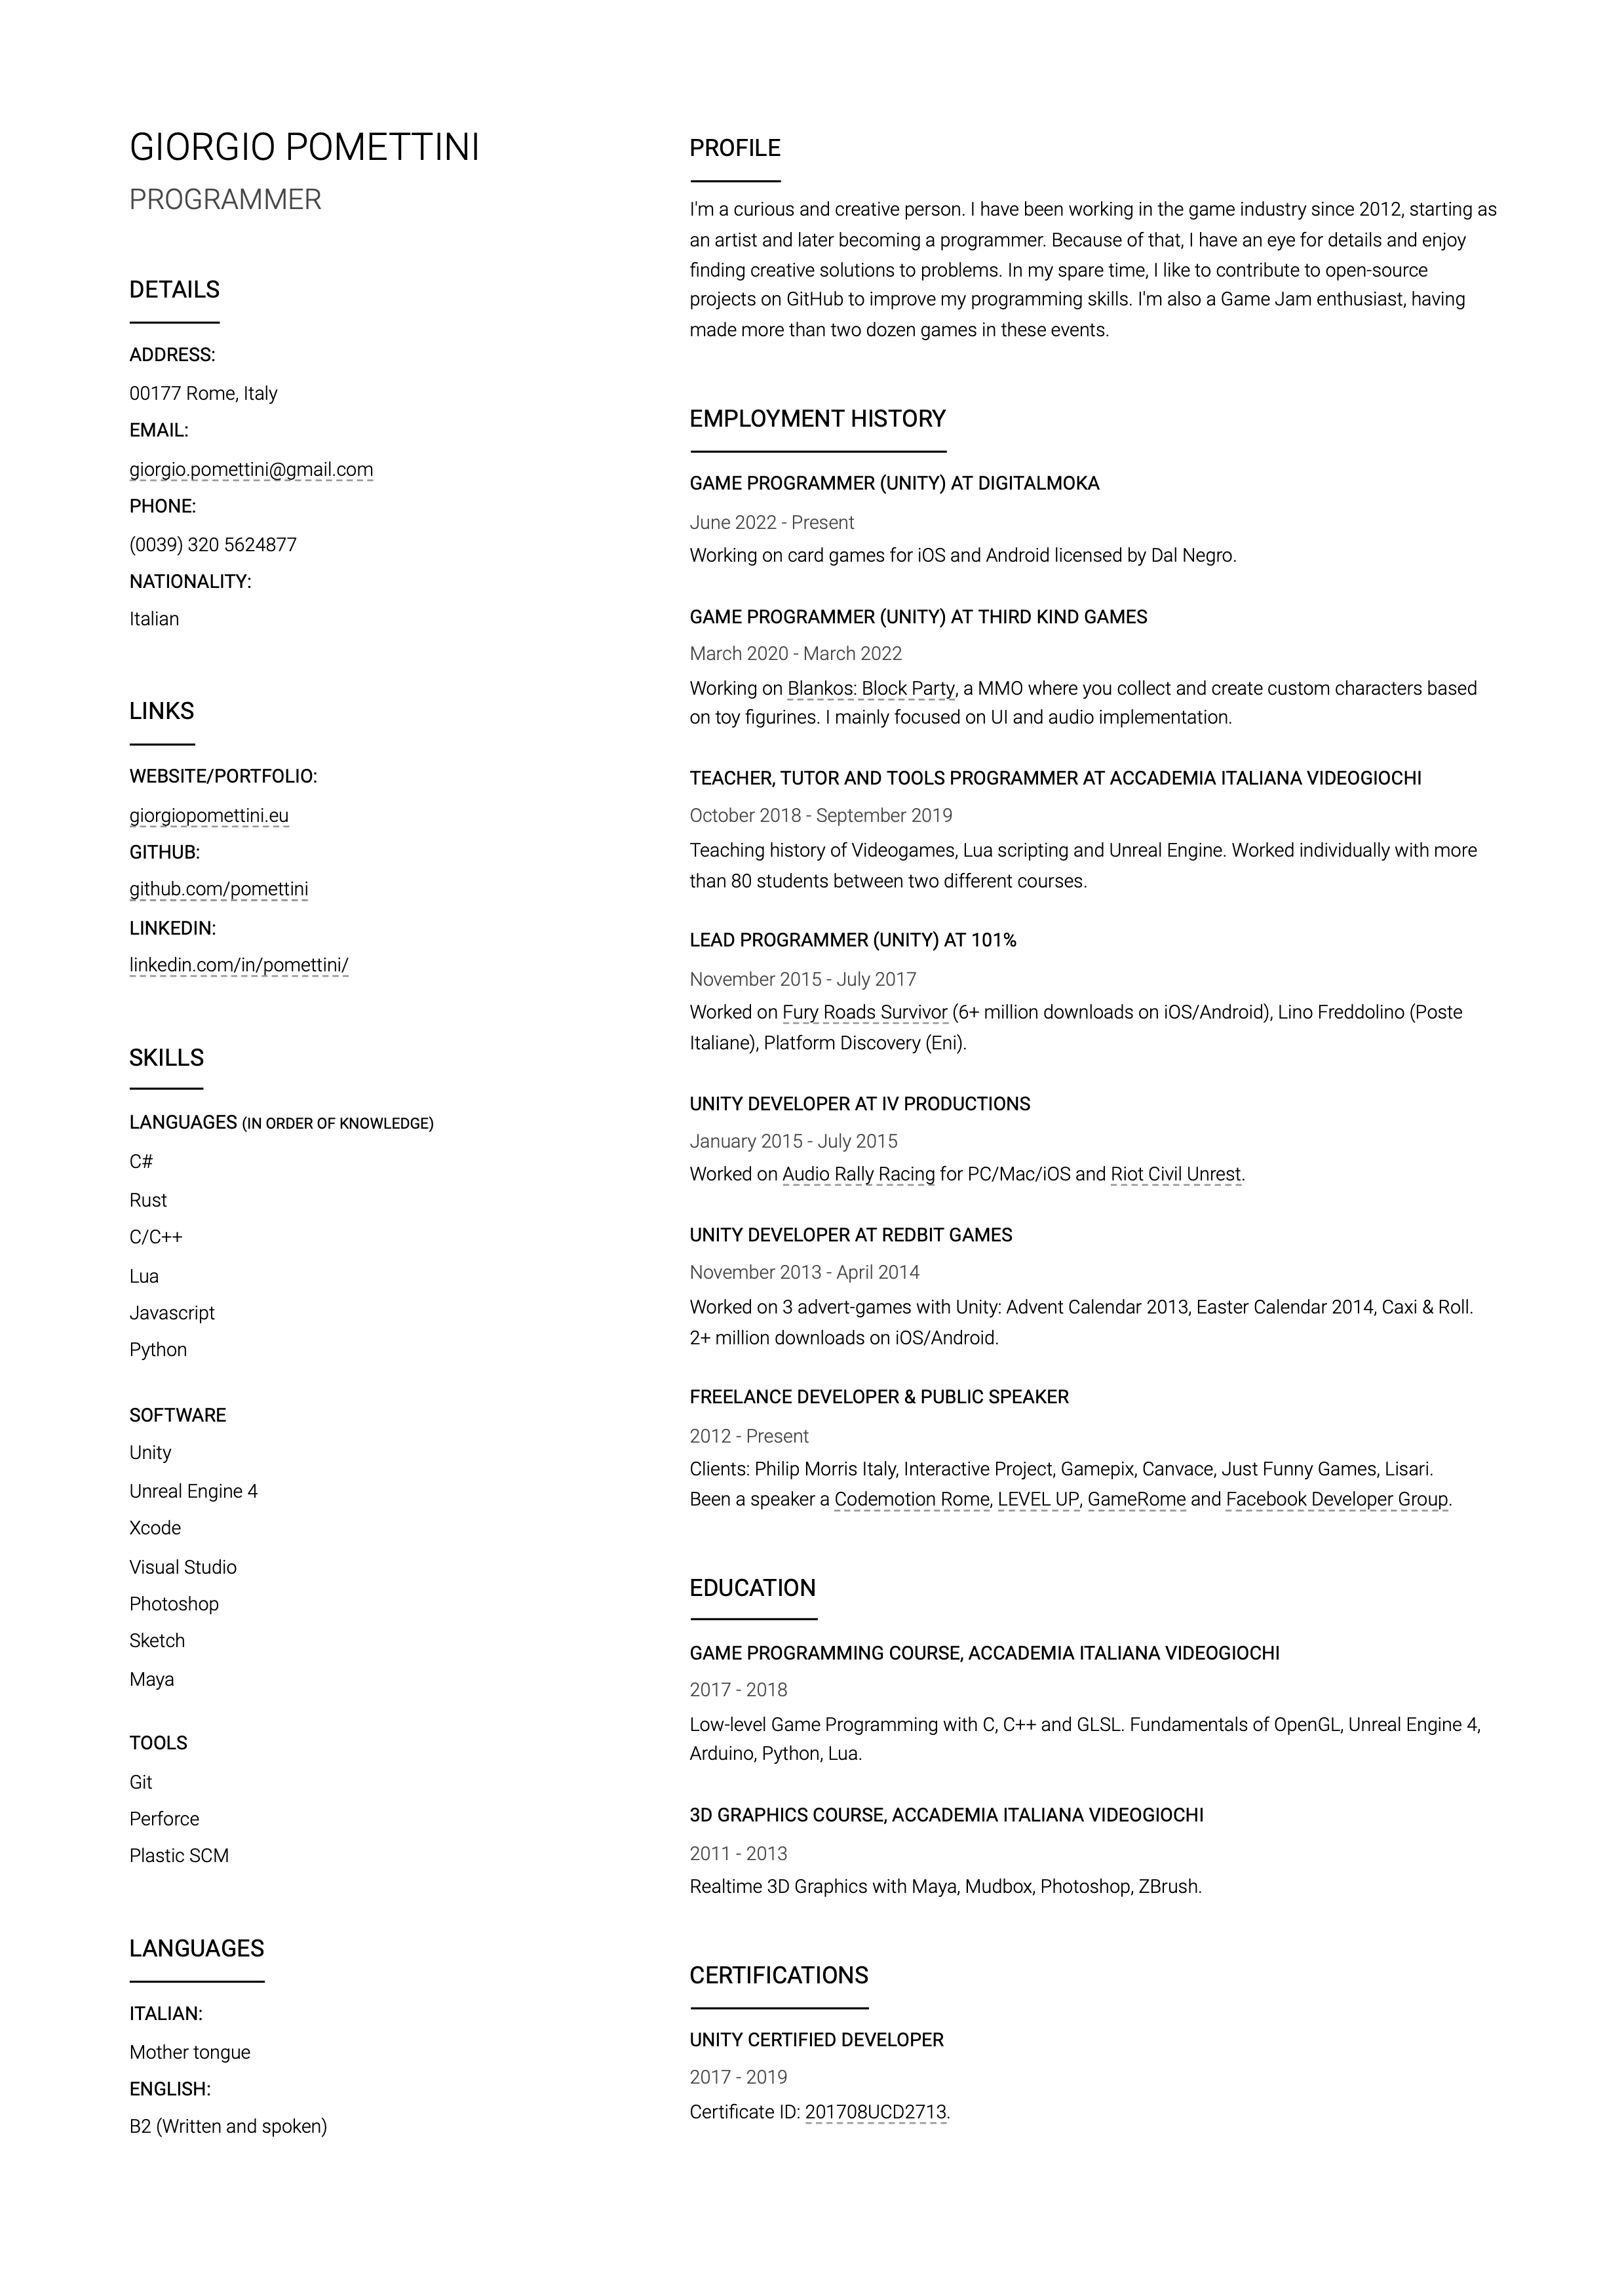 GIORGIO POMETTINI
PROGRAMMER
DETAILS
ADDRESS:
00177 Rome, Italy
EMAIL:
giorgio.pomettini@gmail.com
PHONE:
(0039) 320 5624877
NATIONALITY:
Italian
LINKS
WEBSITE/PORTFOLIO:
giorgiopomettini.eu
GITHUB:
github.com/pomettini
LINKEDIN:
linkedin.com/in/pomettini/
SKILLS
LANGUAGES (IN ORDER OF KNOWLEDGE)
C#
Rust
C/C++
Lua
Javascript
Python
SOFTWARE
Unity
Unreal Engine 4
Xcode
Visual Studio
Photoshop
Sketch
Maya
TOOLS
Git
Perforce
Plastic SCM
LANGUAGES
ITALIAN:
Mother tongue
ENGLISH:
B2 (Written and spoken)
PROFILE
I'm a curious and creative person. I have been working in the game industry since 2012, starting as
an artist and later becoming a programmer. Because of that, I have an eye for details and enjoy
finding creative solutions to problems. In my spare time, I like to contribute to open-source
projects on GitHub to improve my programming skills. I'm also a Game Jam enthusiast, having
made more than two dozen games in these events.
EMPLOYMENT HISTORY
GAME PROGRAMMER (UNITY) AT DIGITALMOKA
June 2022 - Present
Working on card games for iOS and Android licensed by Dal Negro.
GAME PROGRAMMER (UNITY) AT THIRD KIND GAMES
March 2020 - March 2022
Working on Blankos: Block Party, a MMO where you collect and create custom characters based
on toy figurines. I mainly focused on UI and audio implementation.
TEACHER, TUTOR AND TOOLS PROGRAMMER AT ACCADEMIA ITALIANA VIDEOGIOCHI
October 2018 - September 2019
Teaching history of Videogames, Lua scripting and Unreal Engine. Worked individually with more
than 80 students between two different courses.
LEAD PROGRAMMER (UNITY) AT 101%
November 2015 - July 2017
Worked on Fury Roads Survivor (6+ million downloads on iOS/Android), Lino Freddolino (Poste
Italiane), Platform Discovery (Eni).
UNITY DEVELOPER AT IV PRODUCTIONS
January 2015 - July 2015
Worked on Audio Rally Racing for PC/Mac/iOS and Riot Civil Unrest.
UNITY DEVELOPER AT REDBIT GAMES
November 2013 - April 2014
Worked on 3 advert-games with Unity: Advent Calendar 2013, Easter Calendar 2014, Caxi & Roll.
2+ million downloads on iOS/Android.
FREELANCE DEVELOPER & PUBLIC SPEAKER
2012 - Present
Clients: Philip Morris Italy, Interactive Project, Gamepix, Canvace, Just Funny Games, Lisari.
Been a speaker a Codemotion Rome, LEVEL UP, GameRome and Facebook Developer Group.
EDUCATION
GAME PROGRAMMING COURSE, ACCADEMIA ITALIANA VIDEOGIOCHI
2017 - 2018
Low-level Game Programming with C, C++ and GLSL. Fundamentals of OpenGL, Unreal Engine 4,
Arduino, Python, Lua.
3D GRAPHICS COURSE, ACCADEMIA ITALIANA VIDEOGIOCHI
2011 - 2013
Realtime 3D Graphics with Maya, Mudbox, Photoshop, ZBrush.
CERTIFICATIONS
UNITY CERTIFIED DEVELOPER
2017 - 2019
Certificate ID: 201708UCD2713.